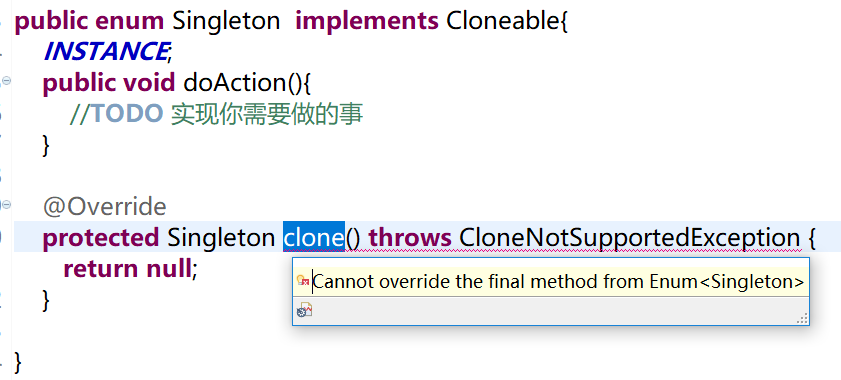 public enum Singleton  implements Cloneable{
INSTANCE;
public void doAction(){
//TODO 实现你需要做的事
}
@Override
protected Singleton clone() throws CloneNotSupportedException {
return null;
Cannot override the final method from Enum<Singleton>
}
}